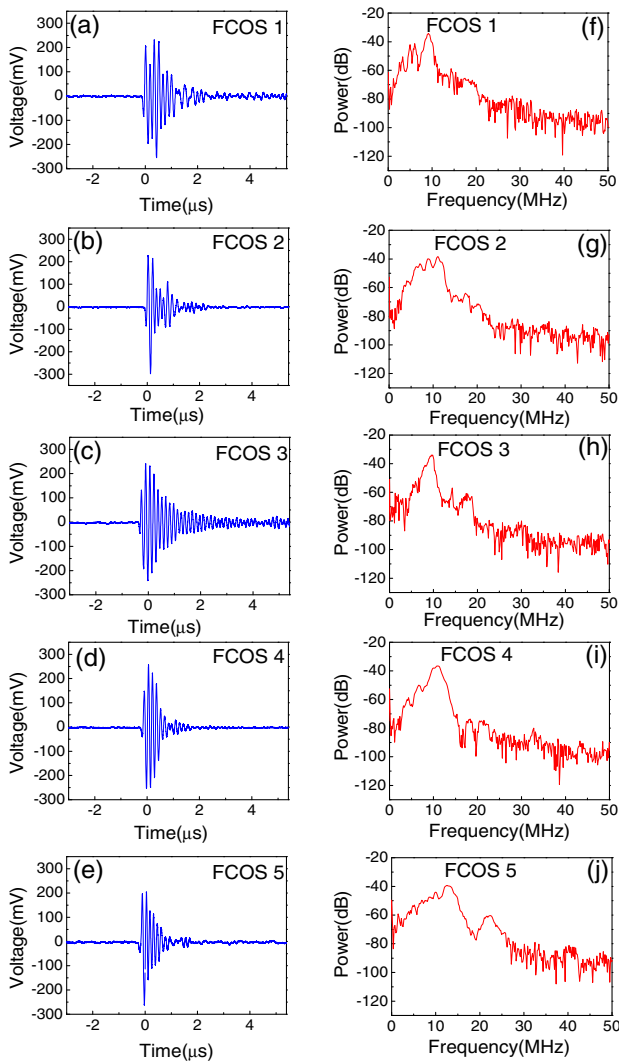 (a) FCOS 1
Voltage(mV)
300
200
100
0
-100
-200
-300
-2 0 2 4
Time(μs)
FCOS 1 (f)
Power(dB)
-20
-40
-60
-80
-100
-120
0 10 20 30 40 50
Frequency(MHz)
(b) FCOS 2
Voltage(mV)
300
200
100
0
-100
-200
-300
-2 0 2 4
Time(μs)
FCOS 2 (g)
Power(dB)
-20
-40
-60
-80
-100
-120
0 10 20 30 40 50
Frequency(MHz)
(c) FCOS 3
Voltage(mV)
300
200
100
0
-100
-200
-300
-2 0 2 4
Time(μs)
FCOS 3 (h)
Power(dB)
-20
-40
-60
-80
-100
-120
0 10 20 30 40 50
Frequency(MHz)
(d) FCOS 4
Voltage(mV)
300
200
100
0
-100
-200
-300
-2 0 2 4
Time(μs)
FCOS 4 (i)
Power(dB)
-20
-40
-60
-80
-100
-120
0 10 20 30 40 50
Frequency(MHz)
(e) FCOS 5
Voltage(mV)
300
200
100
0
-100
-200
-300
-2 0 2 4
Time(μs)
FCOS 5 (j)
Power(dB)
-20
-40
-60
-80
-100
-120
0 10 20 30 40 50
Frequency(MHz)